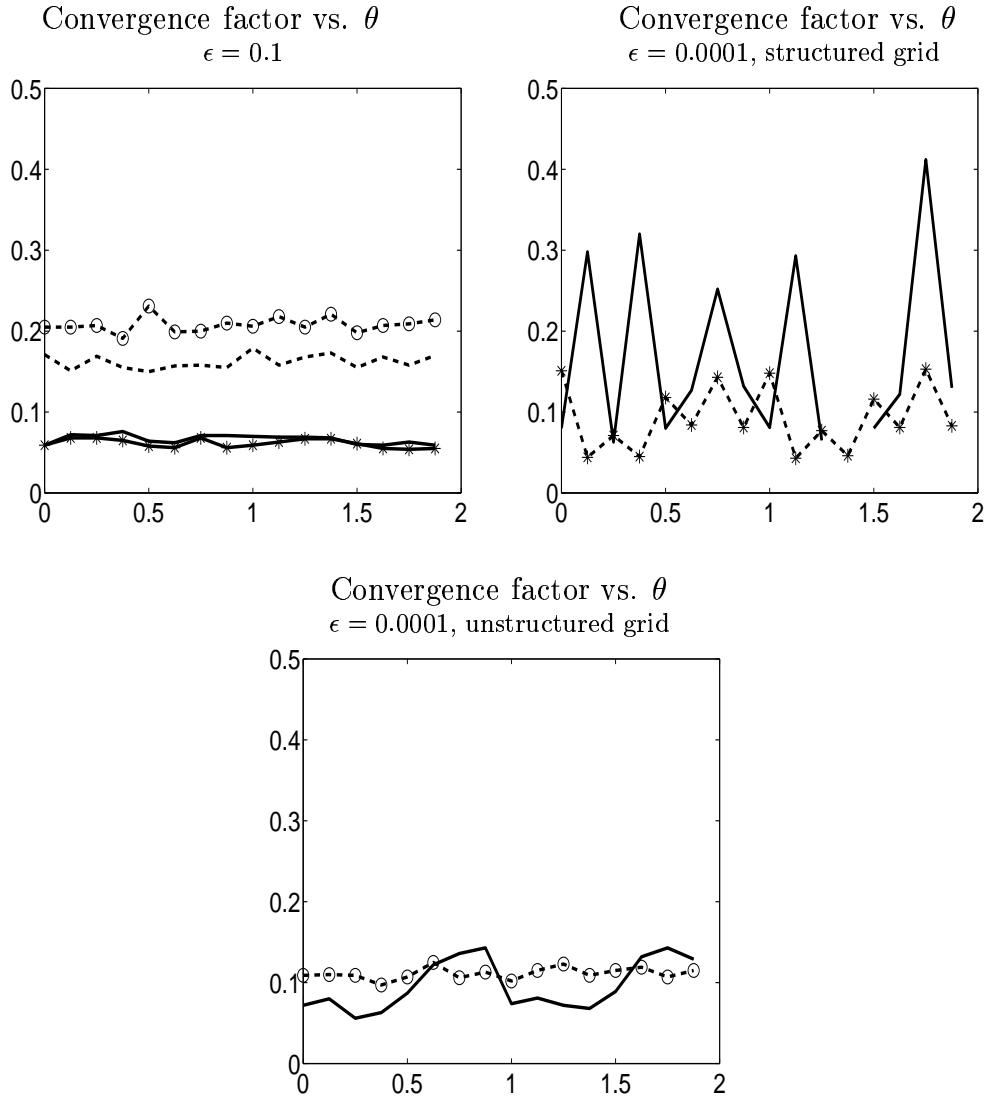 Convergence factor vs. θ
ϵ = 0.1
0.5
0.4
0.3
0.2
0.1
0
0 0.5 1 1.5 2
Convergence factor vs. θ
ϵ = 0.0001, structured grid
0.5
0.4
0.3
0.2
0.1
0
0 0.5 1 1.5 2
Convergence factor vs. θ
ϵ = 0.0001, unstructured grid
0.5
0.4
0.3
0.2
0.1
0
0 0.5 1 1.5 2